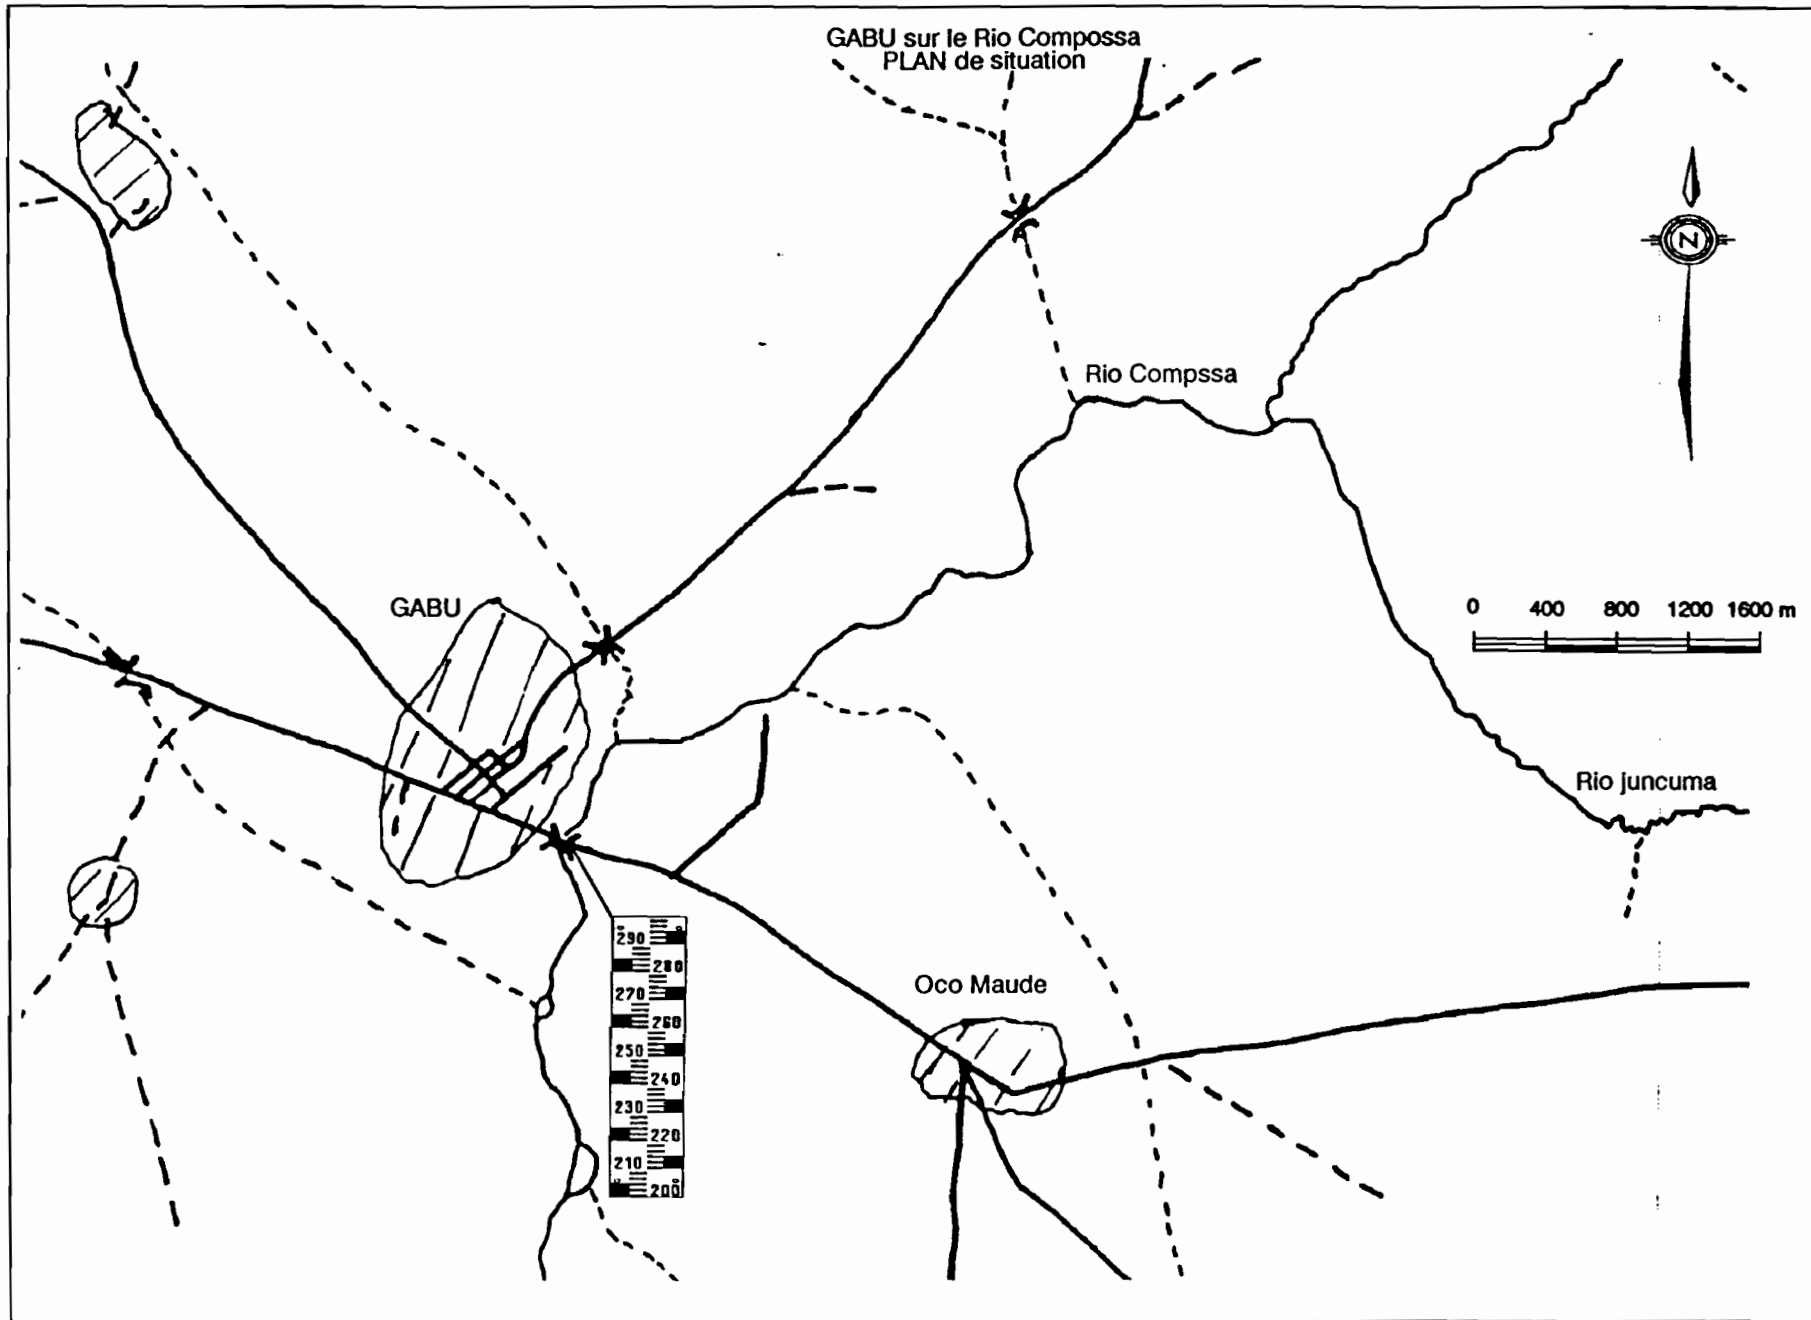 GABU sur le Rio Compossa
PLAN de situation
N
Rio Compssa
GABU
0 400 800 1200 1600 m
Rio juncuma
290
280
270
260
250
240
230
220
210
200
Oco Maude